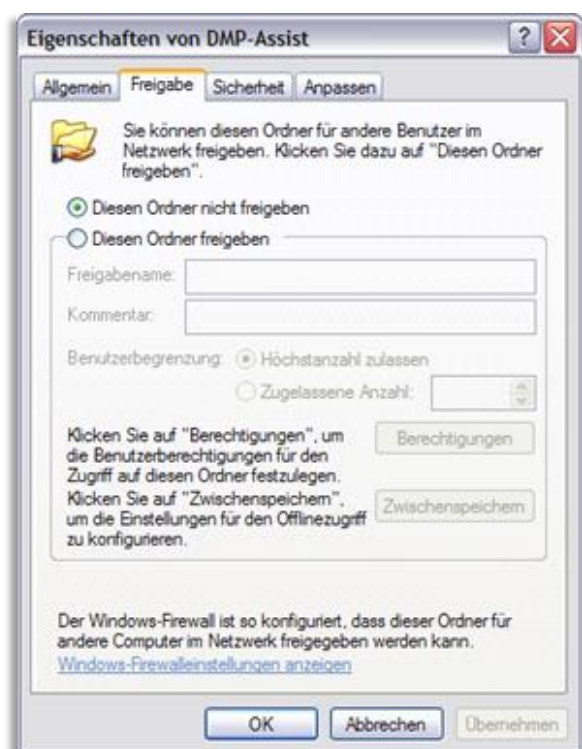 Eigenschaften von DMP-Assist
Allgemein Freigabe Sicherheit Anpassen
Sie können diesen Ordner für andere Benutzer im
Netzwerk freigeben. Klicken Sie dazu auf "Diesen Ordner
freigeben".
Diesen Ordner nicht freigeben
Diesen Ordner freigeben
Freigabename:
Kommentar:
Benutzerbegrenzung: Höchstanzahl zulassen
Zugelassene Anzahl:
Klicken Sie auf "Berechtigungen", um
die Benutzerberechtigungen für den
Zugriff auf diesen Ordner festzulegen.
Berechtigungen
Klicken Sie auf "Zwischenspeichern",
um die Einstellungen für den Offlinezugriff
zu konfigurieren.
Zwischenspeichern
Der Windows-Firewall ist so konfiguriert, dass dieser Ordner für
andere Computer im Netzwerk freigegeben werden kann.
Windows-Firewalleinstellungen anzeigen
OK Abbrechen Übernehmen